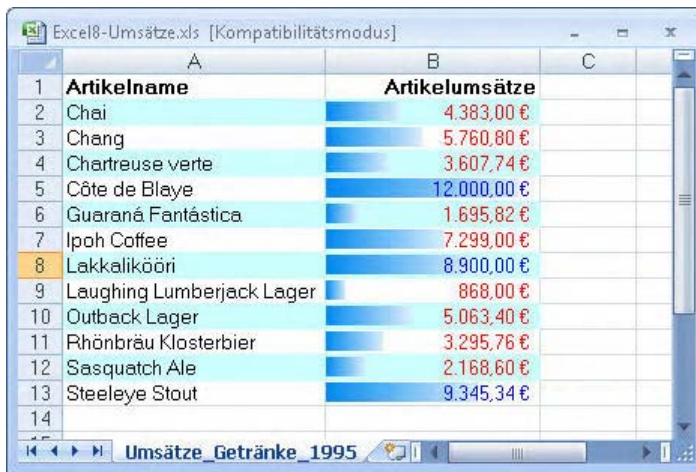 Excel8-Umsätze.xls [Kompatibilitätsmodus]
A B C
1 Artikelname Artikelumsätze
2 Chai 4.383,00 €
3 Chang 5.760,80 €
4 Chartreuse verte 3.607,74 €
5 Côte de Blaye 12.000,00 €
6 Guaraná Fantástica 1.695,82 €
7 Ipoh Coffee 7.299,00 €
8 Lakkalikööri 8.900,00 €
9 Laughing Lumberjack Lager 868,00 €
10 Outback Lager 5.063,40 €
11 Rhönbräu Klosterbier 3.295,76 €
12 Sasquatch Ale 2.168,60 €
13 Steeleye Stout 9.345,34 €
14
Umsätze_Getränke_1995